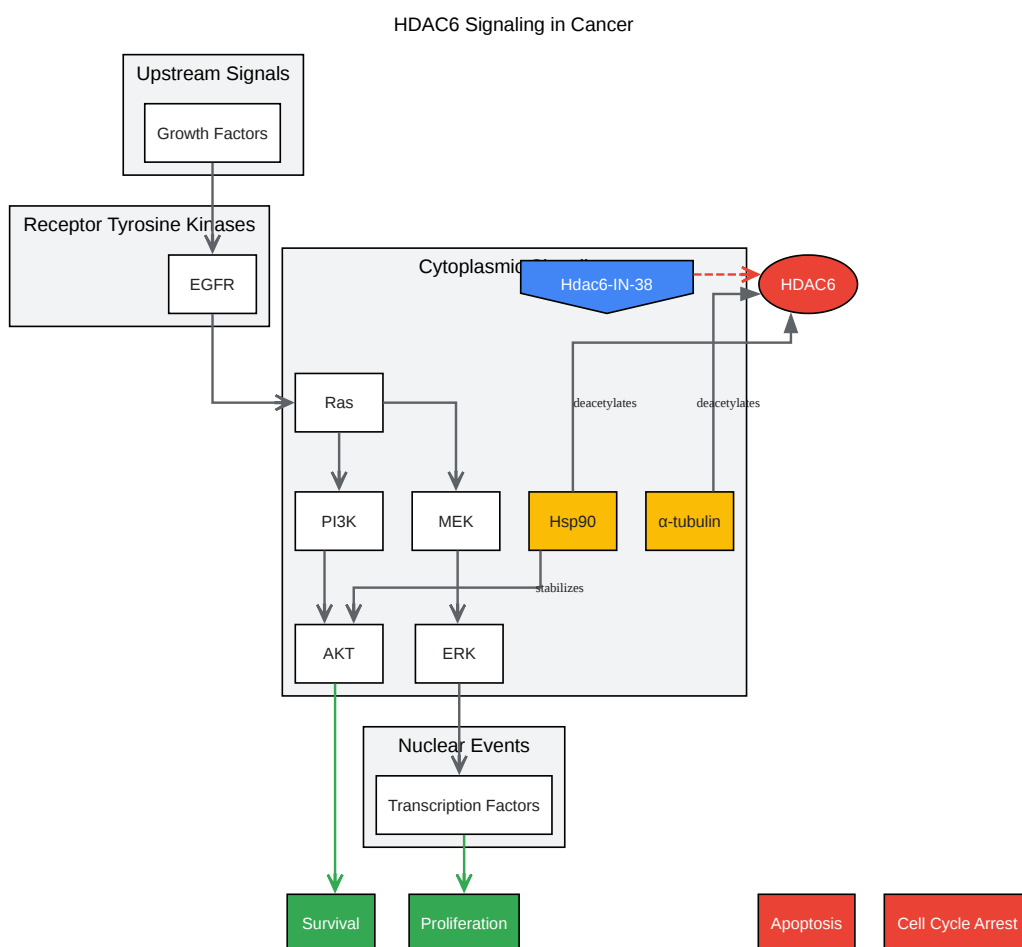 HDAC6 Signaling in Cancer
Upstream Signals
Growth Factors
Receptor Tyrosine Kinases
EGFR
Cytoplasmic
Hdac6-IN-38
HDAC6
Ras
deacetylates
deacetylates
PI3K
MEK
Hsp90
α-tubulin
stabilizes
AKT
ERK
Nuclear Events
Transcription Factors
Survival
Proliferation
Apoptosis
Cell Cycle Arrest